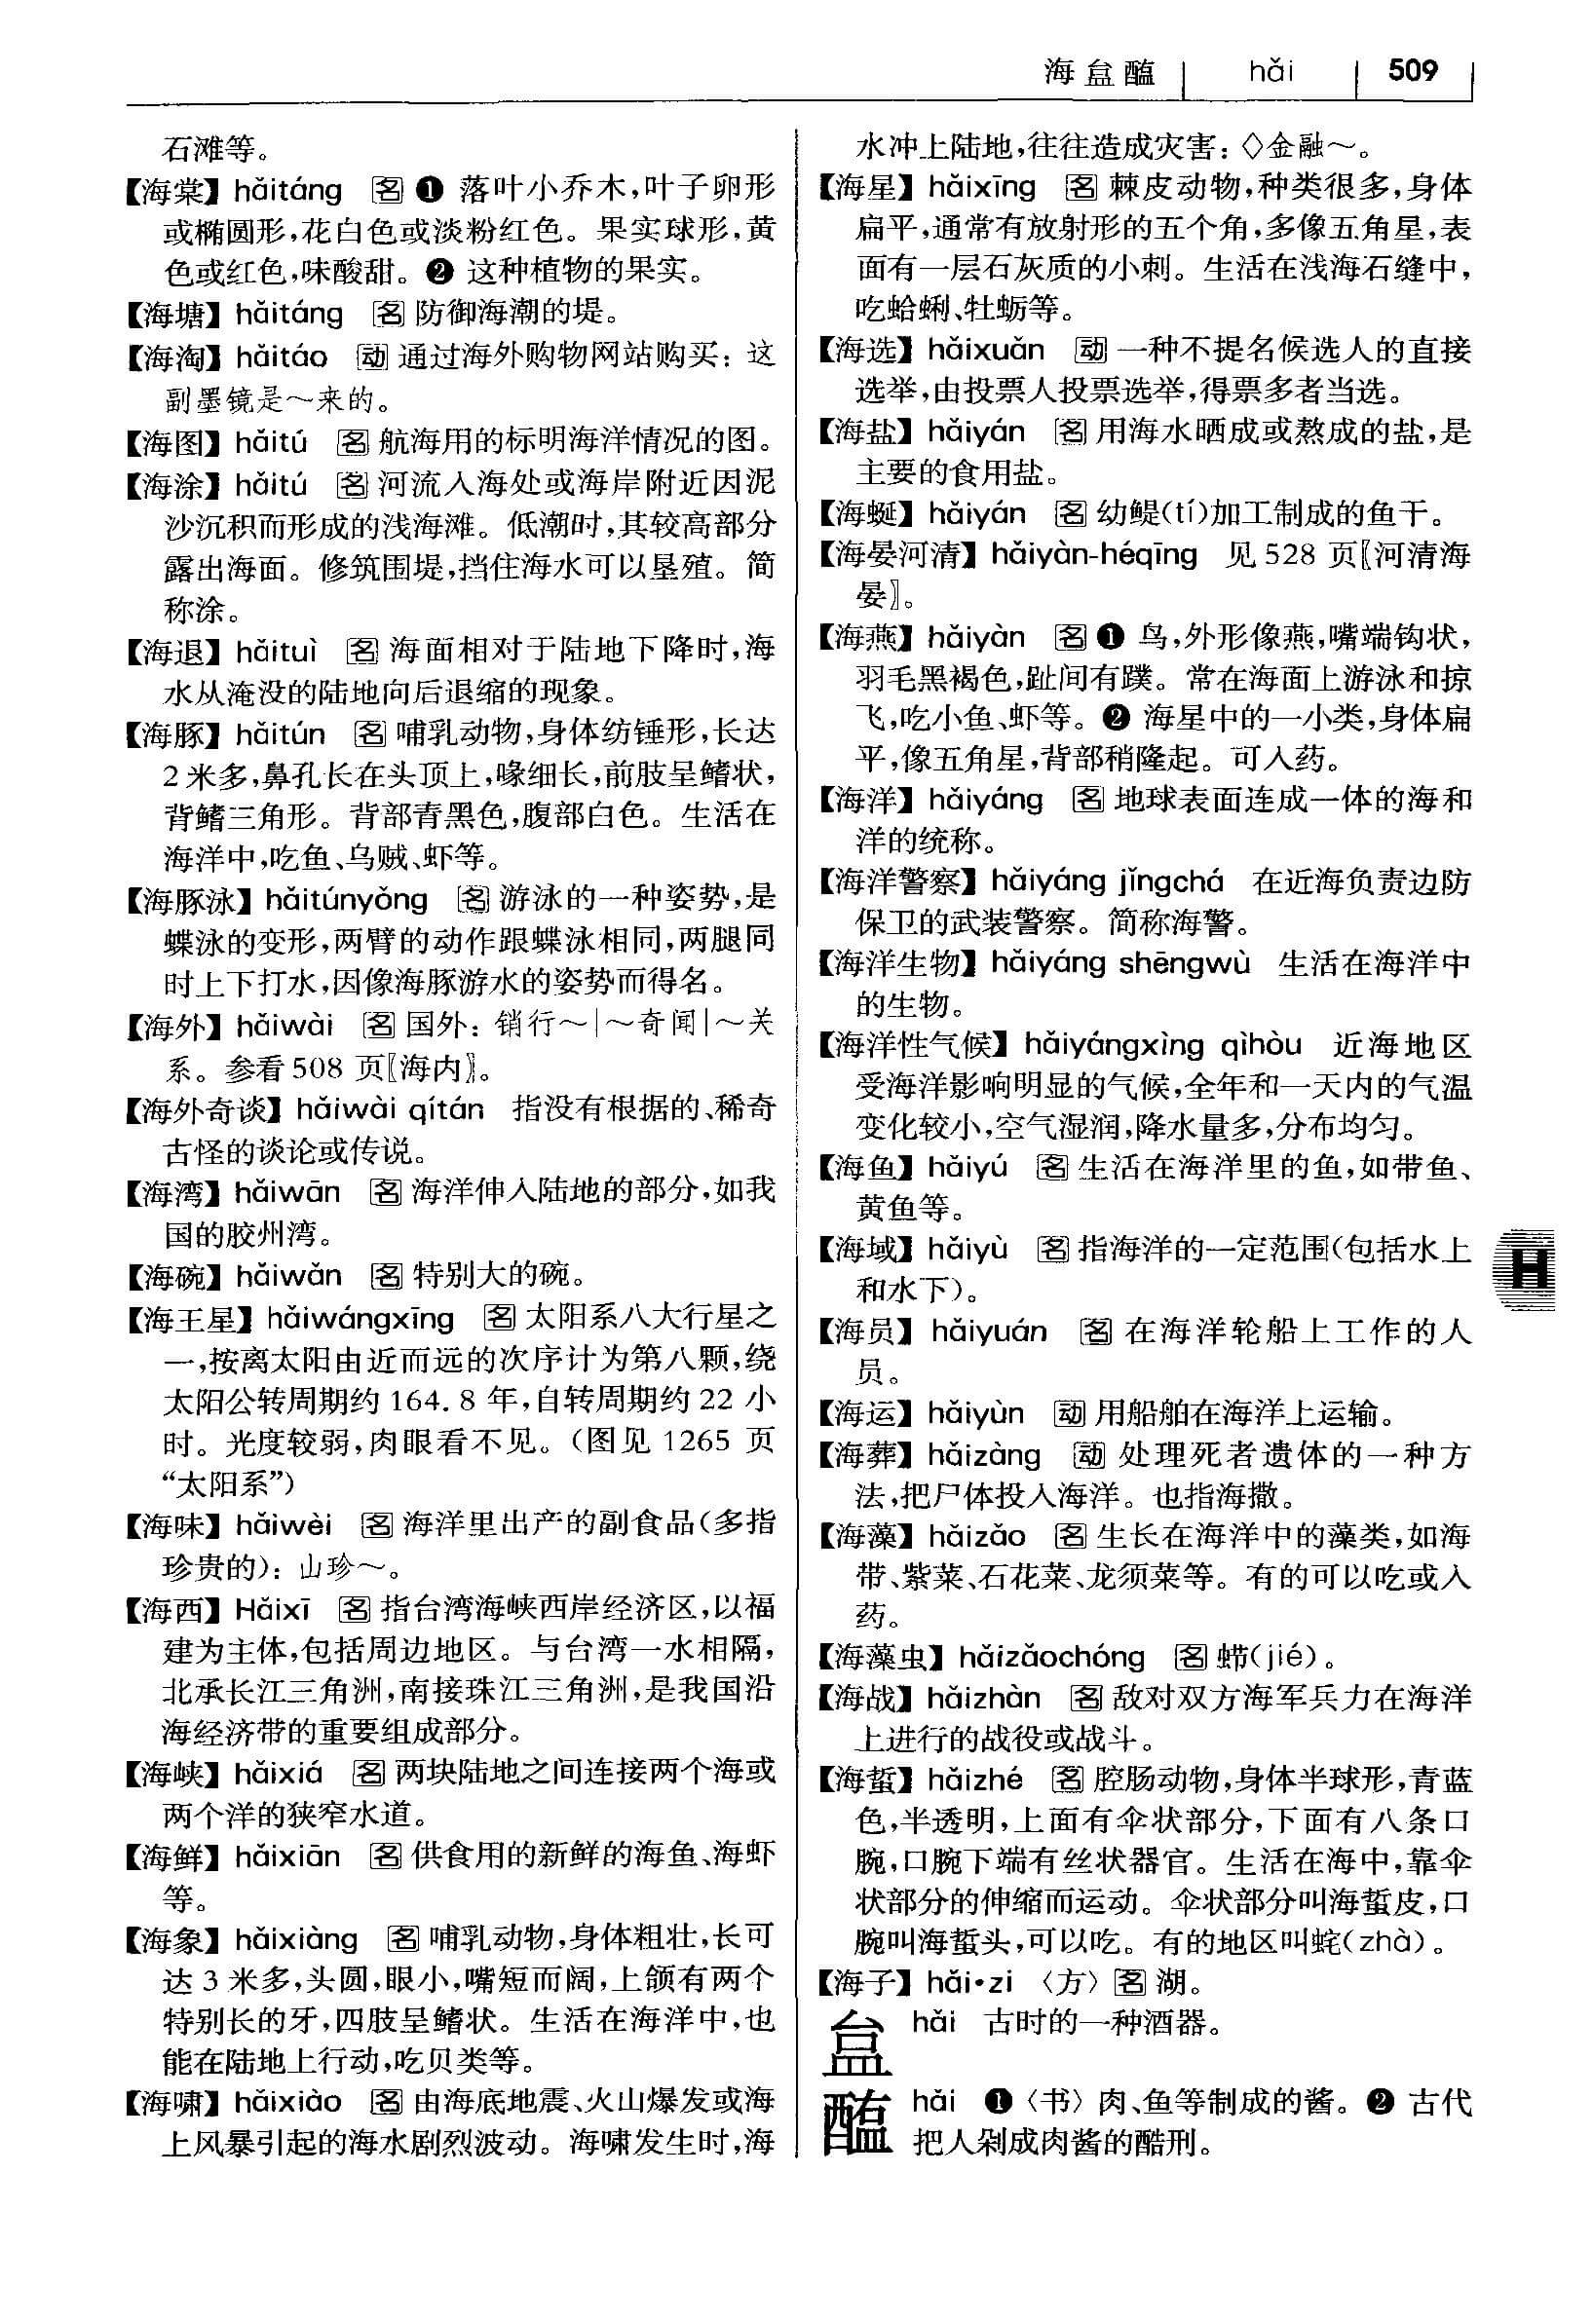 海㿽醢 hǎi 509
石滩等。
【海棠】hǎitáng 名 ❶ 落叶小乔木,叶子卵形
或椭圆形,花白色或淡粉红色。果实球形,黄
色或红色,味酸甜。❷ 这种植物的果实。
【海塘】hǎitáng 名 防御海潮的堤。
【海淘】hǎitáo 动 通过海外购物网站购买:这
副墨镜是～来的。
【海图】hǎitú 名 航海用的标明海洋情况的图。
【海涂】hǎitú 名 河流入海处或海岸附近因泥
沙沉积而形成的浅海滩。低潮时,其较高部分
露出海面。修筑围堤,挡住海水可以垦殖。简
称涂。
【海退】hǎituì 名 海面相对于陆地下降时,海
水从淹没的陆地向后退缩的现象。
【海豚】hǎitún 名 哺乳动物,身体纺锤形,长达
2米多,鼻孔长在头顶上,喙细长,前肢呈鳍状,
背鳍三角形。背部青黑色,腹部白色。生活在
海洋中,吃鱼、乌贼、虾等。
【海豚泳】hǎitúnyǒng 名 游泳的一种姿势,是
蝶泳的变形,两臂的动作跟蝶泳相同,两腿同
时上下打水,因像海豚游水的姿势而得名。
【海外】hǎiwài 名 国外:销行～|～奇闻|～关
系。参看508页〖海内〗。
【海外奇谈】hǎiwài qítán 指没有根据的、稀奇
古怪的谈论或传说。
【海湾】hǎiwān 名 海洋伸入陆地的部分,如我
国的胶州湾。
【海碗】hǎiwǎn 名 特别大的碗。
【海王星】hǎiwángxīng 名 太阳系八大行星之
一,按离太阳由近而远的次序计为第八颗,绕
太阳公转周期约164.8年,自转周期约22小
时。光度较弱,肉眼看不见。(图见1265页
“太阳系”)
【海味】hǎiwèi 名 海洋里出产的副食品(多指
珍贵的):山珍～。
【海西】Hǎixī 名 指台湾海峡西岸经济区,以福
建为主体,包括周边地区。与台湾一水相隔,
北承长江三角洲,南接珠江三角洲,是我国沿
海经济带的重要组成部分。
【海峡】hǎixiá 名 两块陆地之间连接两个海或
两个洋的狭窄水道。
【海鲜】hǎixiān 名 供食用的新鲜的海鱼、海虾
等。
【海象】hǎixiàng 名 哺乳动物,身体粗壮,长可
达3米多,头圆,眼小,嘴短而阔,上颌有两个
特别长的牙,四肢呈鳍状。生活在海洋中,也
能在陆地上行动,吃贝类等。
【海啸】hǎixiào 名 由海底地震、火山爆发或海
上风暴引起的海水剧烈波动。海啸发生时,海
水冲上陆地,往往造成灾害:◇金融～。
【海星】hǎixīng 名 棘皮动物,种类很多,身体
扁平,通常有放射形的五个角,多像五角星,表
面有一层石灰质的小刺。生活在浅海石缝中,
吃蛤蜊、牡蛎等。
【海选】hǎixuǎn 动 一种不提名候选人的直接
选举,由投票人投票选举,得票多者当选。
【海盐】hǎiyán 名 用海水晒成或熬成的盐,是
主要的食用盐。
【海蜒】hǎiyán 名 幼鳀(tí)加工制成的鱼干。
【海晏河清】hǎiyàn-héqīng 见528页〖河清海
晏〗。
【海燕】hǎiyàn 名 ❶ 鸟,外形像燕,嘴端钩状,
羽毛黑褐色,趾间有蹼。常在海面上游泳和掠
飞,吃小鱼、虾等。❷ 海星中的一小类,身体扁
平,像五角星,背部稍隆起。可入药。
【海洋】hǎiyáng 名 地球表面连成一体的海和
洋的统称。
【海洋警察】hǎiyáng jǐngchá 在近海负责边防
保卫的武装警察。简称海警。
【海洋生物】hǎiyáng shēngwù 生活在海洋中
的生物。
【海洋性气候】hǎiyángxìng qìhòu 近海地区
受海洋影响明显的气候,全年和一天内的气温
变化较小,空气湿润,降水量多,分布均匀。
【海鱼】hǎiyú 名 生活在海洋里的鱼,如带鱼、
黄鱼等。
【海域】hǎiyù 名 指海洋的一定范围(包括水上
和水下)。
【海员】hǎiyuán 名 在海洋轮船上工作的人
员。
【海运】hǎiyùn 动 用船舶在海洋上运输。
【海葬】hǎizàng 动 处理死者遗体的一种方
法,把尸体投入海洋。也指海撒。
【海藻】hǎizǎo 名 生长在海洋中的藻类,如海
带、紫菜、石花菜、龙须菜等。有的可以吃或入
药。
【海藻虫】hǎizǎochóng 名 蛣(jié)。
【海战】hǎizhàn 名 敌对双方海军兵力在海洋
上进行的战役或战斗。
【海蜇】hǎizhé 名 腔肠动物,身体半球形,青蓝
色,半透明,上面有伞状部分,下面有八条口
腕,口腕下端有丝状器官。生活在海中,靠伞
状部分的伸缩而运动。伞状部分叫海蜇皮,口
腕叫海蜇头,可以吃。有的地区叫蛇(zhà)。
【海子】hǎi·zi 〈方〉名 湖。
㿽 hǎi 古时的一种酒器。
醢 hǎi ❶〈书〉肉、鱼等制成的酱。❷ 古代
把人剁成肉酱的酷刑。
H